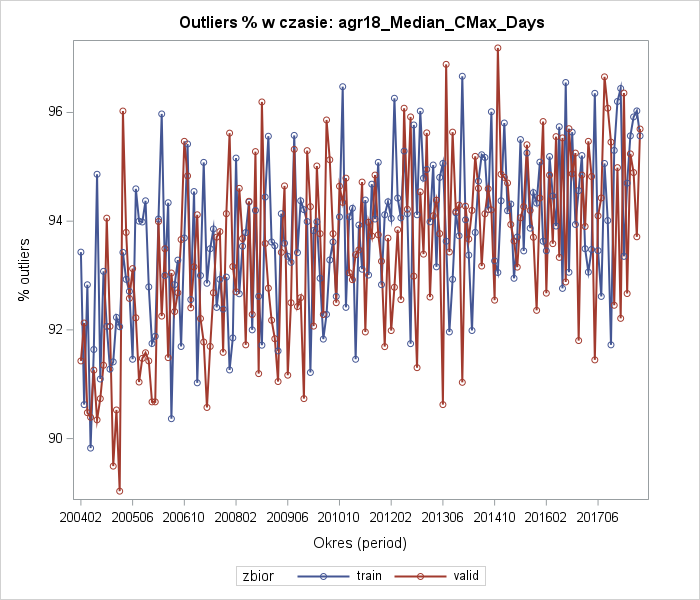 Outliers % w czasie: agr18_Median_CMax_Days
% outliers
96
94
92
90
200402 200506 200610 200802 200906 201010 201202 201306 201410 201602 201706
Okres (period)
zbior train valid